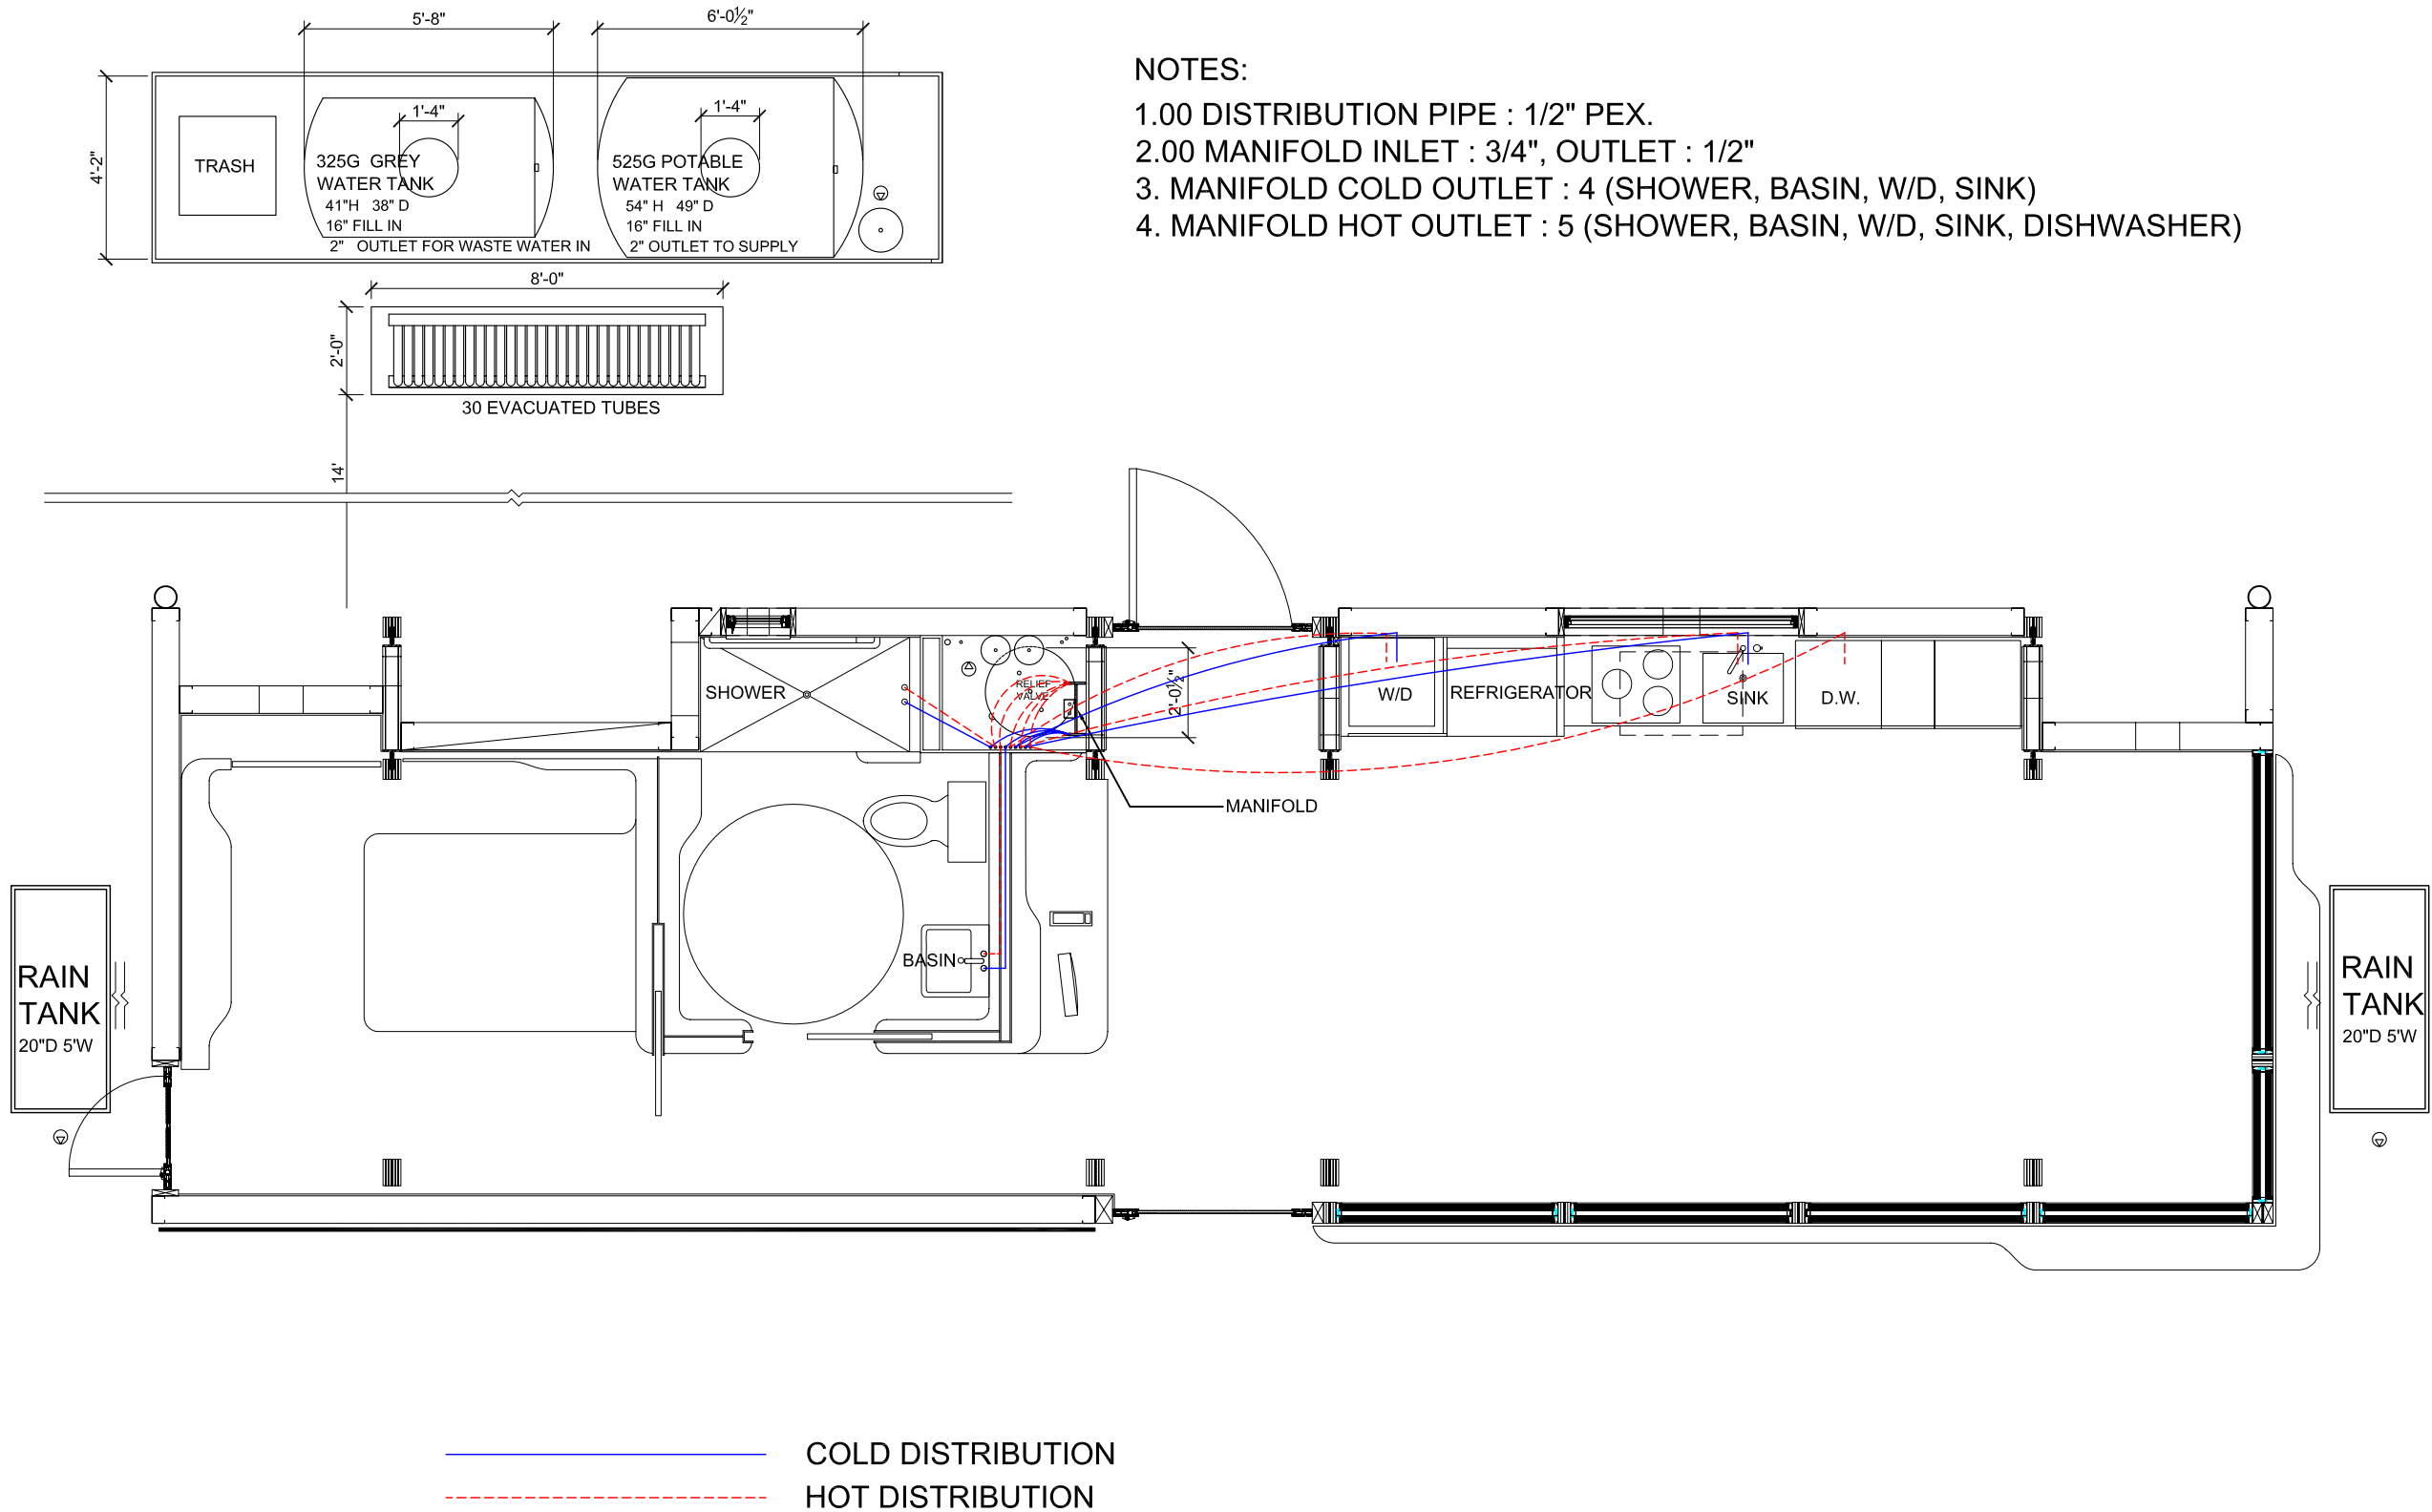 5'-8"
6'-0½"
4'-2"
TRASH
1'-4"
325G  GREY
WATER TANK
41"H   38" D
16" FILL IN
2"   OUTLET FOR WASTE WATER IN
1'-4"
525G POTABLE
WATER TANK
54" H   49" D
16" FILL IN
2" OUTLET TO SUPPLY
NOTES:
1.00 DISTRIBUTION PIPE : 1/2" PEX.
2.00 MANIFOLD INLET : 3/4", OUTLET : 1/2"
3. MANIFOLD COLD OUTLET : 4 (SHOWER, BASIN, W/D, SINK)
4. MANIFOLD HOT OUTLET : 5 (SHOWER, BASIN, W/D, SINK, DISHWASHER)
8'-0"
2'-0"
30 EVACUATED TUBES
14'
SHOWER
RELIEF
VALVE
2'-0½"
W/D
REFRIGERATOR
SINK
D.W.
MANIFOLD
BASIN
RAIN
TANK
20"D 5'W
RAIN
TANK
20"D 5'W
COLD DISTRIBUTION
HOT DISTRIBUTION